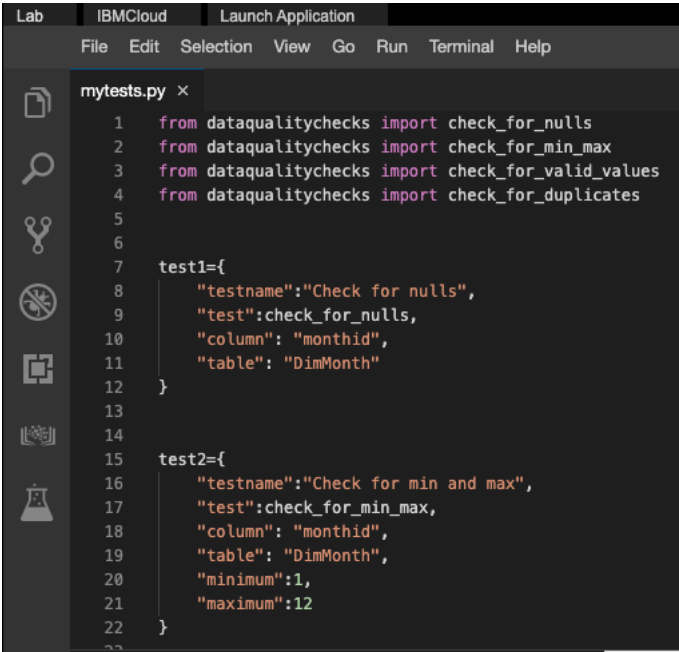 Lab IBMCloud Launch Application
File Edit Selection View Go Run Terminal Help
mytests.py ×
1 from dataqualitychecks import check_for_nulls
2 from dataqualitychecks import check_for_min_max
3 from dataqualitychecks import check_for_valid_values
4 from dataqualitychecks import check_for_duplicates
5
6
7 test1={
8 "testname":"Check for nulls",
9 "test":check_for_nulls,
10 "column": "monthid",
11 "table": "DimMonth"
12 }
13
14
15 test2={
16 "testname":"Check for min and max",
17 "test":check_for_min_max,
18 "column": "monthid",
19 "table": "DimMonth",
20 "minimum":1,
21 "maximum":12
22 }